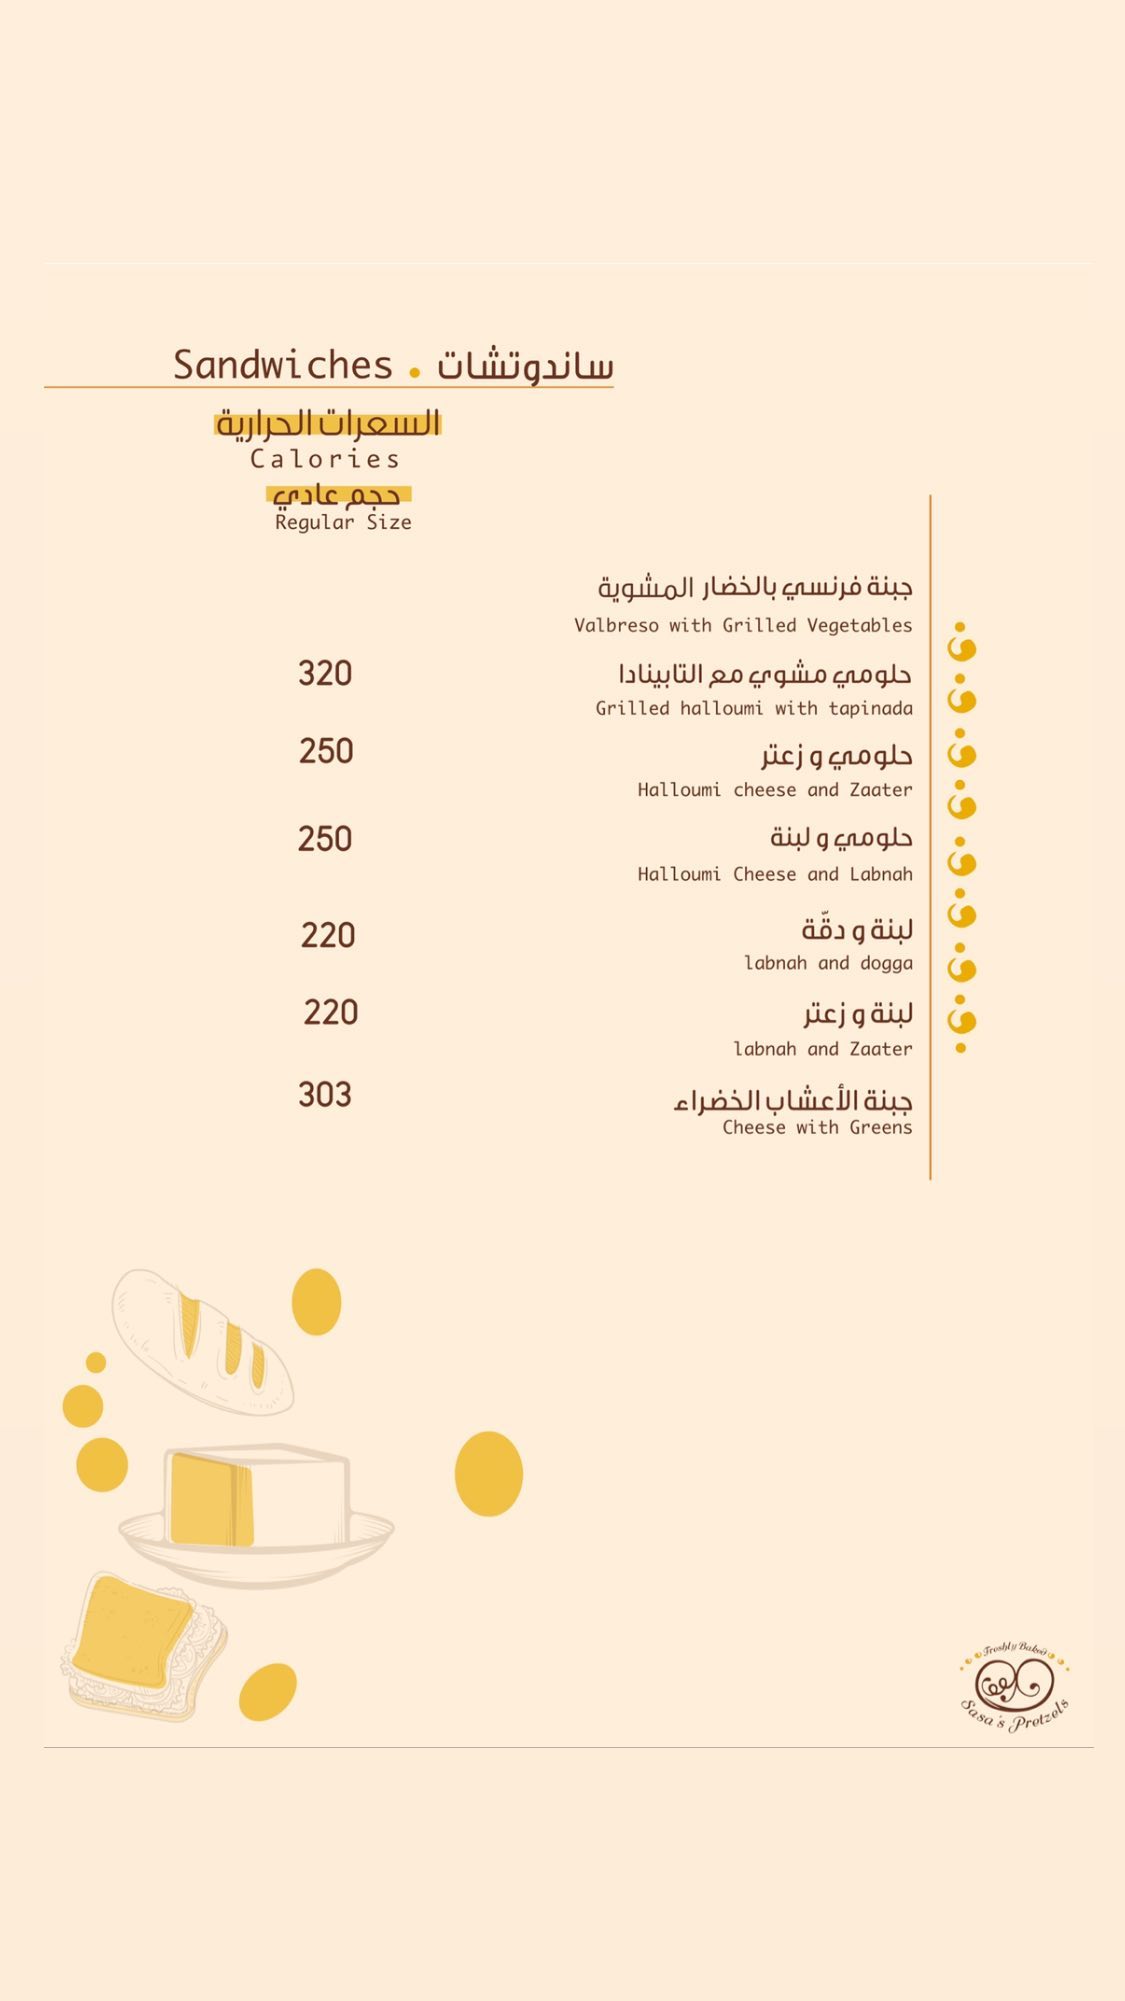 Sandwiches • ساندوتشات
السعرات الحرارية
Calories
حجم عادي
Regular Size
جبنة فرنسي بالخضار المشوية
Valbreso with Grilled Vegetables
حلومي مشوي مع التابينادا
320
Grilled halloumi with tapinada
حلومي و زعتر
250
Halloumi cheese and Zaater
حلومي و لبنة
250
Halloumi Cheese and Labnah
لبنة و دقّة
220
labnah and dogga
لبنة و زعتر
220
labnah and Zaater
جبنة الأعشاب الخضراء
303
Cheese with Greens
Freshly Baked
Sasa's Pretzels